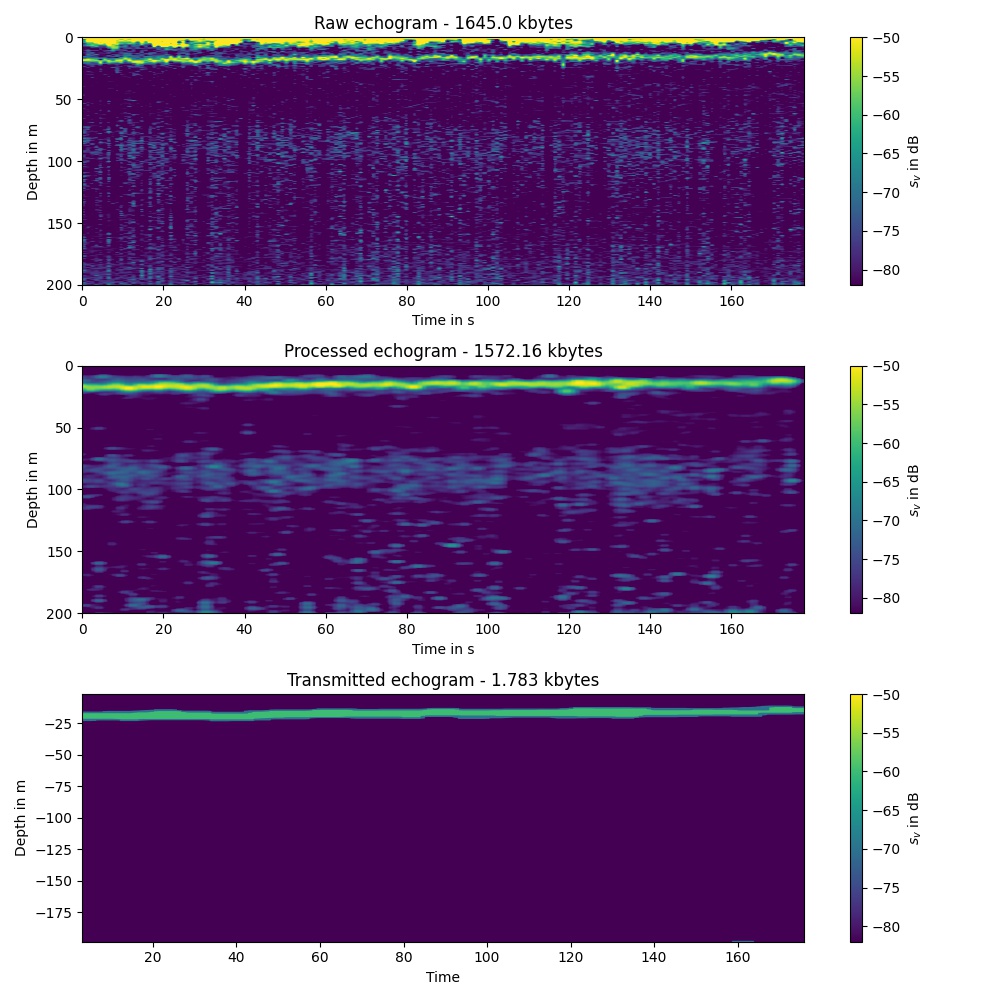 Raw echogram - 1645.0 kbytes
0
50
100
150
200
Depth in m
0 20 40 60 80 100 120 140 160
Time in s
−50
−55
−60
−65
−70
−75
−80
sᵥ in dB
Processed echogram - 1572.16 kbytes
0
50
100
150
200
Depth in m
0 20 40 60 80 100 120 140 160
Time in s
−50
−55
−60
−65
−70
−75
−80
sᵥ in dB
Transmitted echogram - 1.783 kbytes
−25
−50
−75
−100
−125
−150
−175
Depth in m
20 40 60 80 100 120 140 160
Time
−50
−55
−60
−65
−70
−75
−80
sᵥ in dB